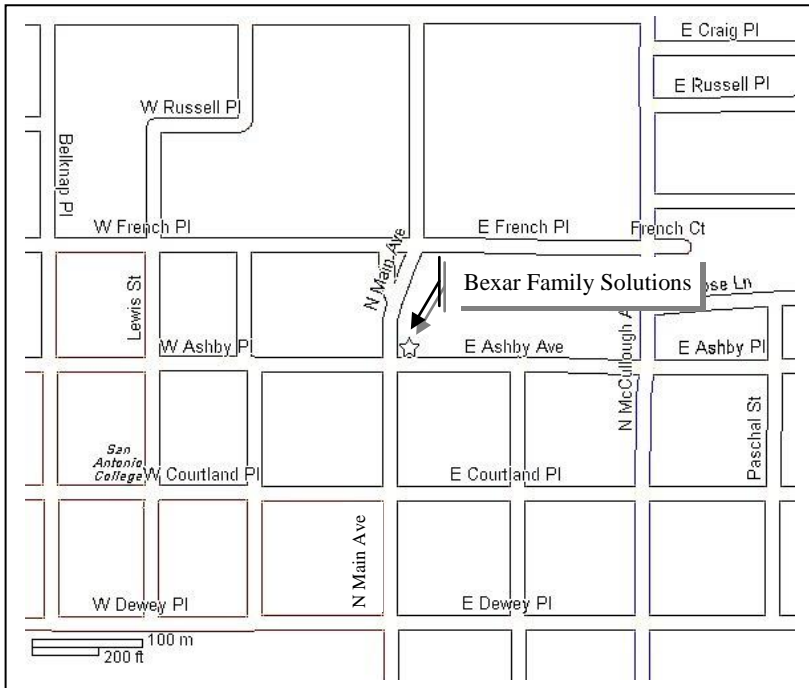 E Craig Pl
E Russell Pl
W Russell Pl
Belknap Pl
W French Pl
E French Pl
French Ct
N Main Ave
Bexar Family Solutions
Lewis St
Ln
W Ashby Pl
E Ashby Ave
E Ashby Pl
N McCullough
Paschal St
San
Antonio
College
W Courtland Pl
E Courtland Pl
N Main Ave
W Dewey Pl
E Dewey Pl
100 m
200 ft